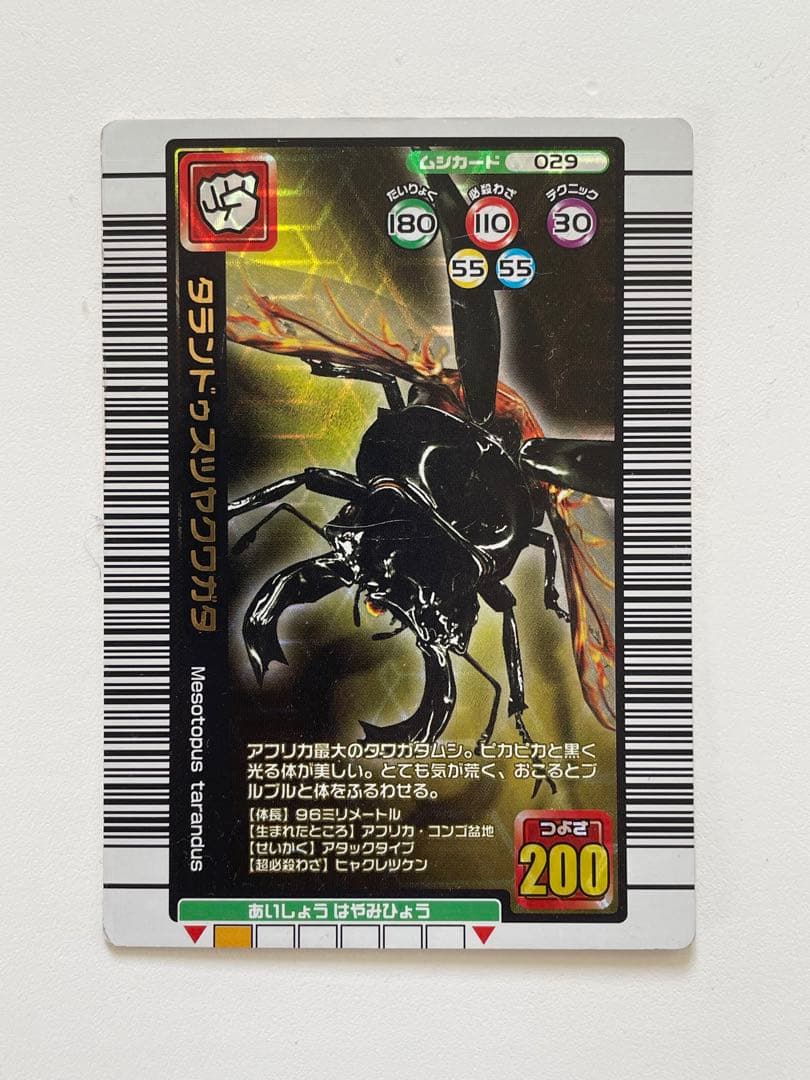 ムシカード 029
たいりょく 必殺わざ テクニック
180 110 30
55 55
タランドゥスツヤクワガタ
Mesotopus tarandus
アフリカ最大のクワガタムシ。ピカピカと黒く
光る体が美しい。とても気が荒く、おこるとブ
ルブルと体をふるわせる。
【体長】96ミリメートル
【生まれたところ】アフリカ・コンゴ盆地
【せいかく】アタックタイプ
【超必殺わざ】ヒャクレツケン
つよさ
200
あいしょう はやみひょう